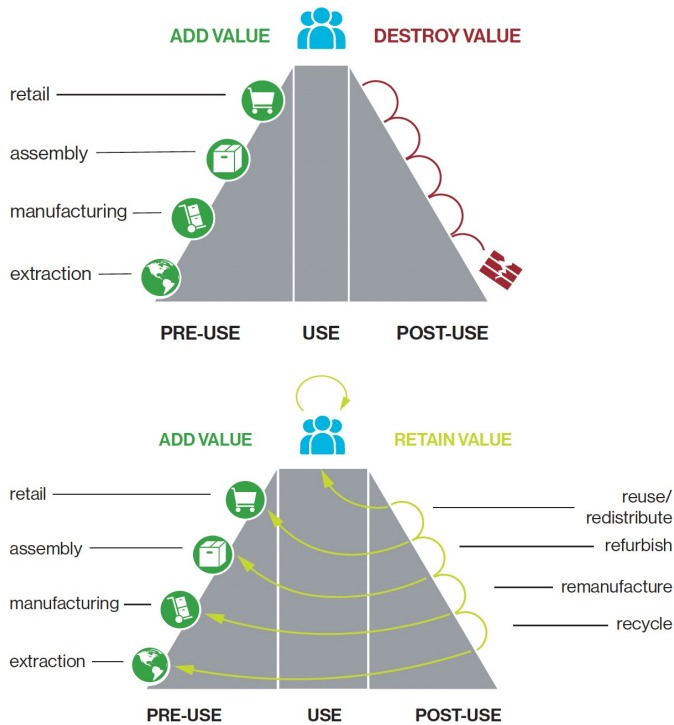 ADD VALUE
DESTROY VALUE
retail
assembly
manufacturing
extraction
PRE-USE
USE
POST-USE
ADD VALUE
RETAIN VALUE
retail
assembly
manufacturing
extraction
reuse/
redistribute
refurbish
remanufacture
recycle
PRE-USE
USE
POST-USE